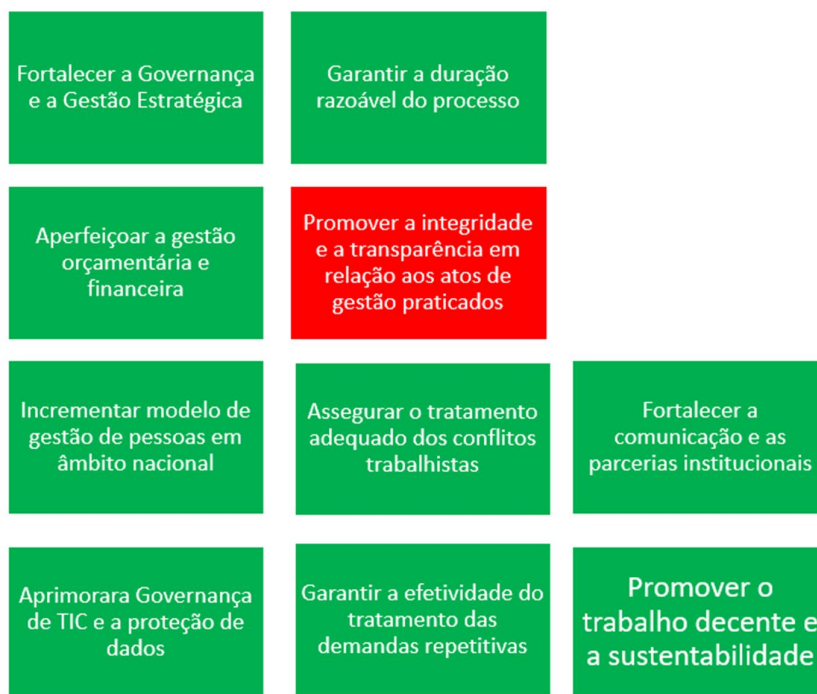 Fortalecer a Governança
e a Gestão Estratégica
Garantir a duração
razoável do processo
Aperfeiçoar a gestão
orçamentária e
financeira
Promover a integridade
e a transparência em
relação aos atos de
gestão praticados
Incrementar modelo de
gestão de pessoas em
âmbito nacional
Assegurar o tratamento
adequado dos conflitos
trabalhistas
Fortalecer a
comunicação e as
parcerias institucionais
Aprimorara Governança
de TIC e a proteção de
dados
Garantir a efetividade do
tratamento das
demandas repetitivas
Promover o
trabalho decente e
a sustentabilidade